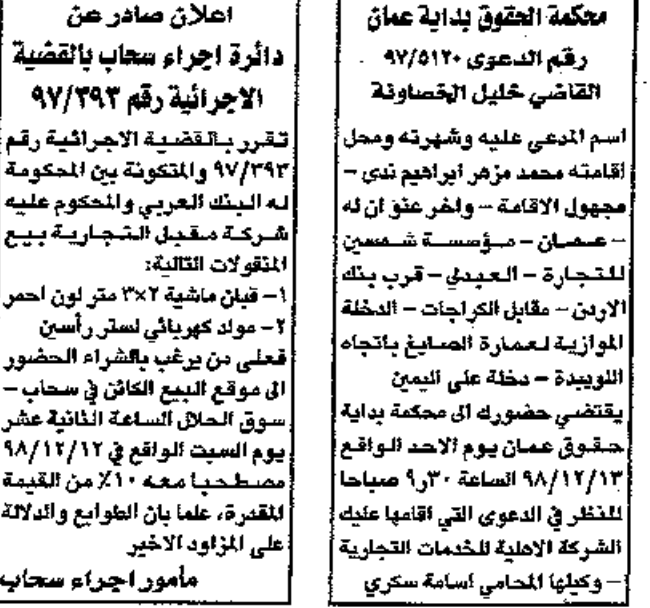 محكمة الحقوق بداية عمان
رقم الدعوى ٩٧/٥١٢٠
القاضي خليل الخصاونة
اسم المدعى عليه وشهرته ومحل
اقامته محمد مزهر ابراهيم ندى –
مجهول الاقامة – واخر عنوان له
– عمان – مؤسسة شمسين
للتجارة – العبدلي – قرب بنك
الاردن – مقابل الكراجات – الدخلة
الموازية لعمارة الصايغ باتجاه
اللويبدة – دخلة على اليمين
يقتضي حضورك الى محكمة بداية
حقوق عمان يوم الاحد الواقع
٩٨/١٢/١٣ الساعة ٩٫٣٠ صباحا
للنظر في الدعوى التي اقامها عليك
الشركة الاهلية للخدمات التجارية
– وكيلها المحامي اسامة سكري
اعلان صادر عن
دائرة اجراء سحاب بالقضية
الاجرائية رقم ٩٧/٣٩٣
تقرر بالقضية الاجرائية رقم
٩٧/٣٩٣ والمتكونة بين المحكومة
له البنك العربي والمحكوم عليه
شركة مقبل التجارية بيع
المنقولات التالية:
١– قبان ماشية ٢×٣ متر لون احمر
٢– مولد كهربائي لستر رأسين
فعلى من يرغب بالشراء الحضور
الى موقع البيع الكائن في سحاب –
سوق الحلال الساعة الثانية عشر
يوم السبت الواقع في ٩٨/١٢/١٢
مصطحبا معه ١٠٪ من القيمة
المقدرة، علما بان الطوابع والدلالة
على المزاود الاخير
مأمور اجراء سحاب